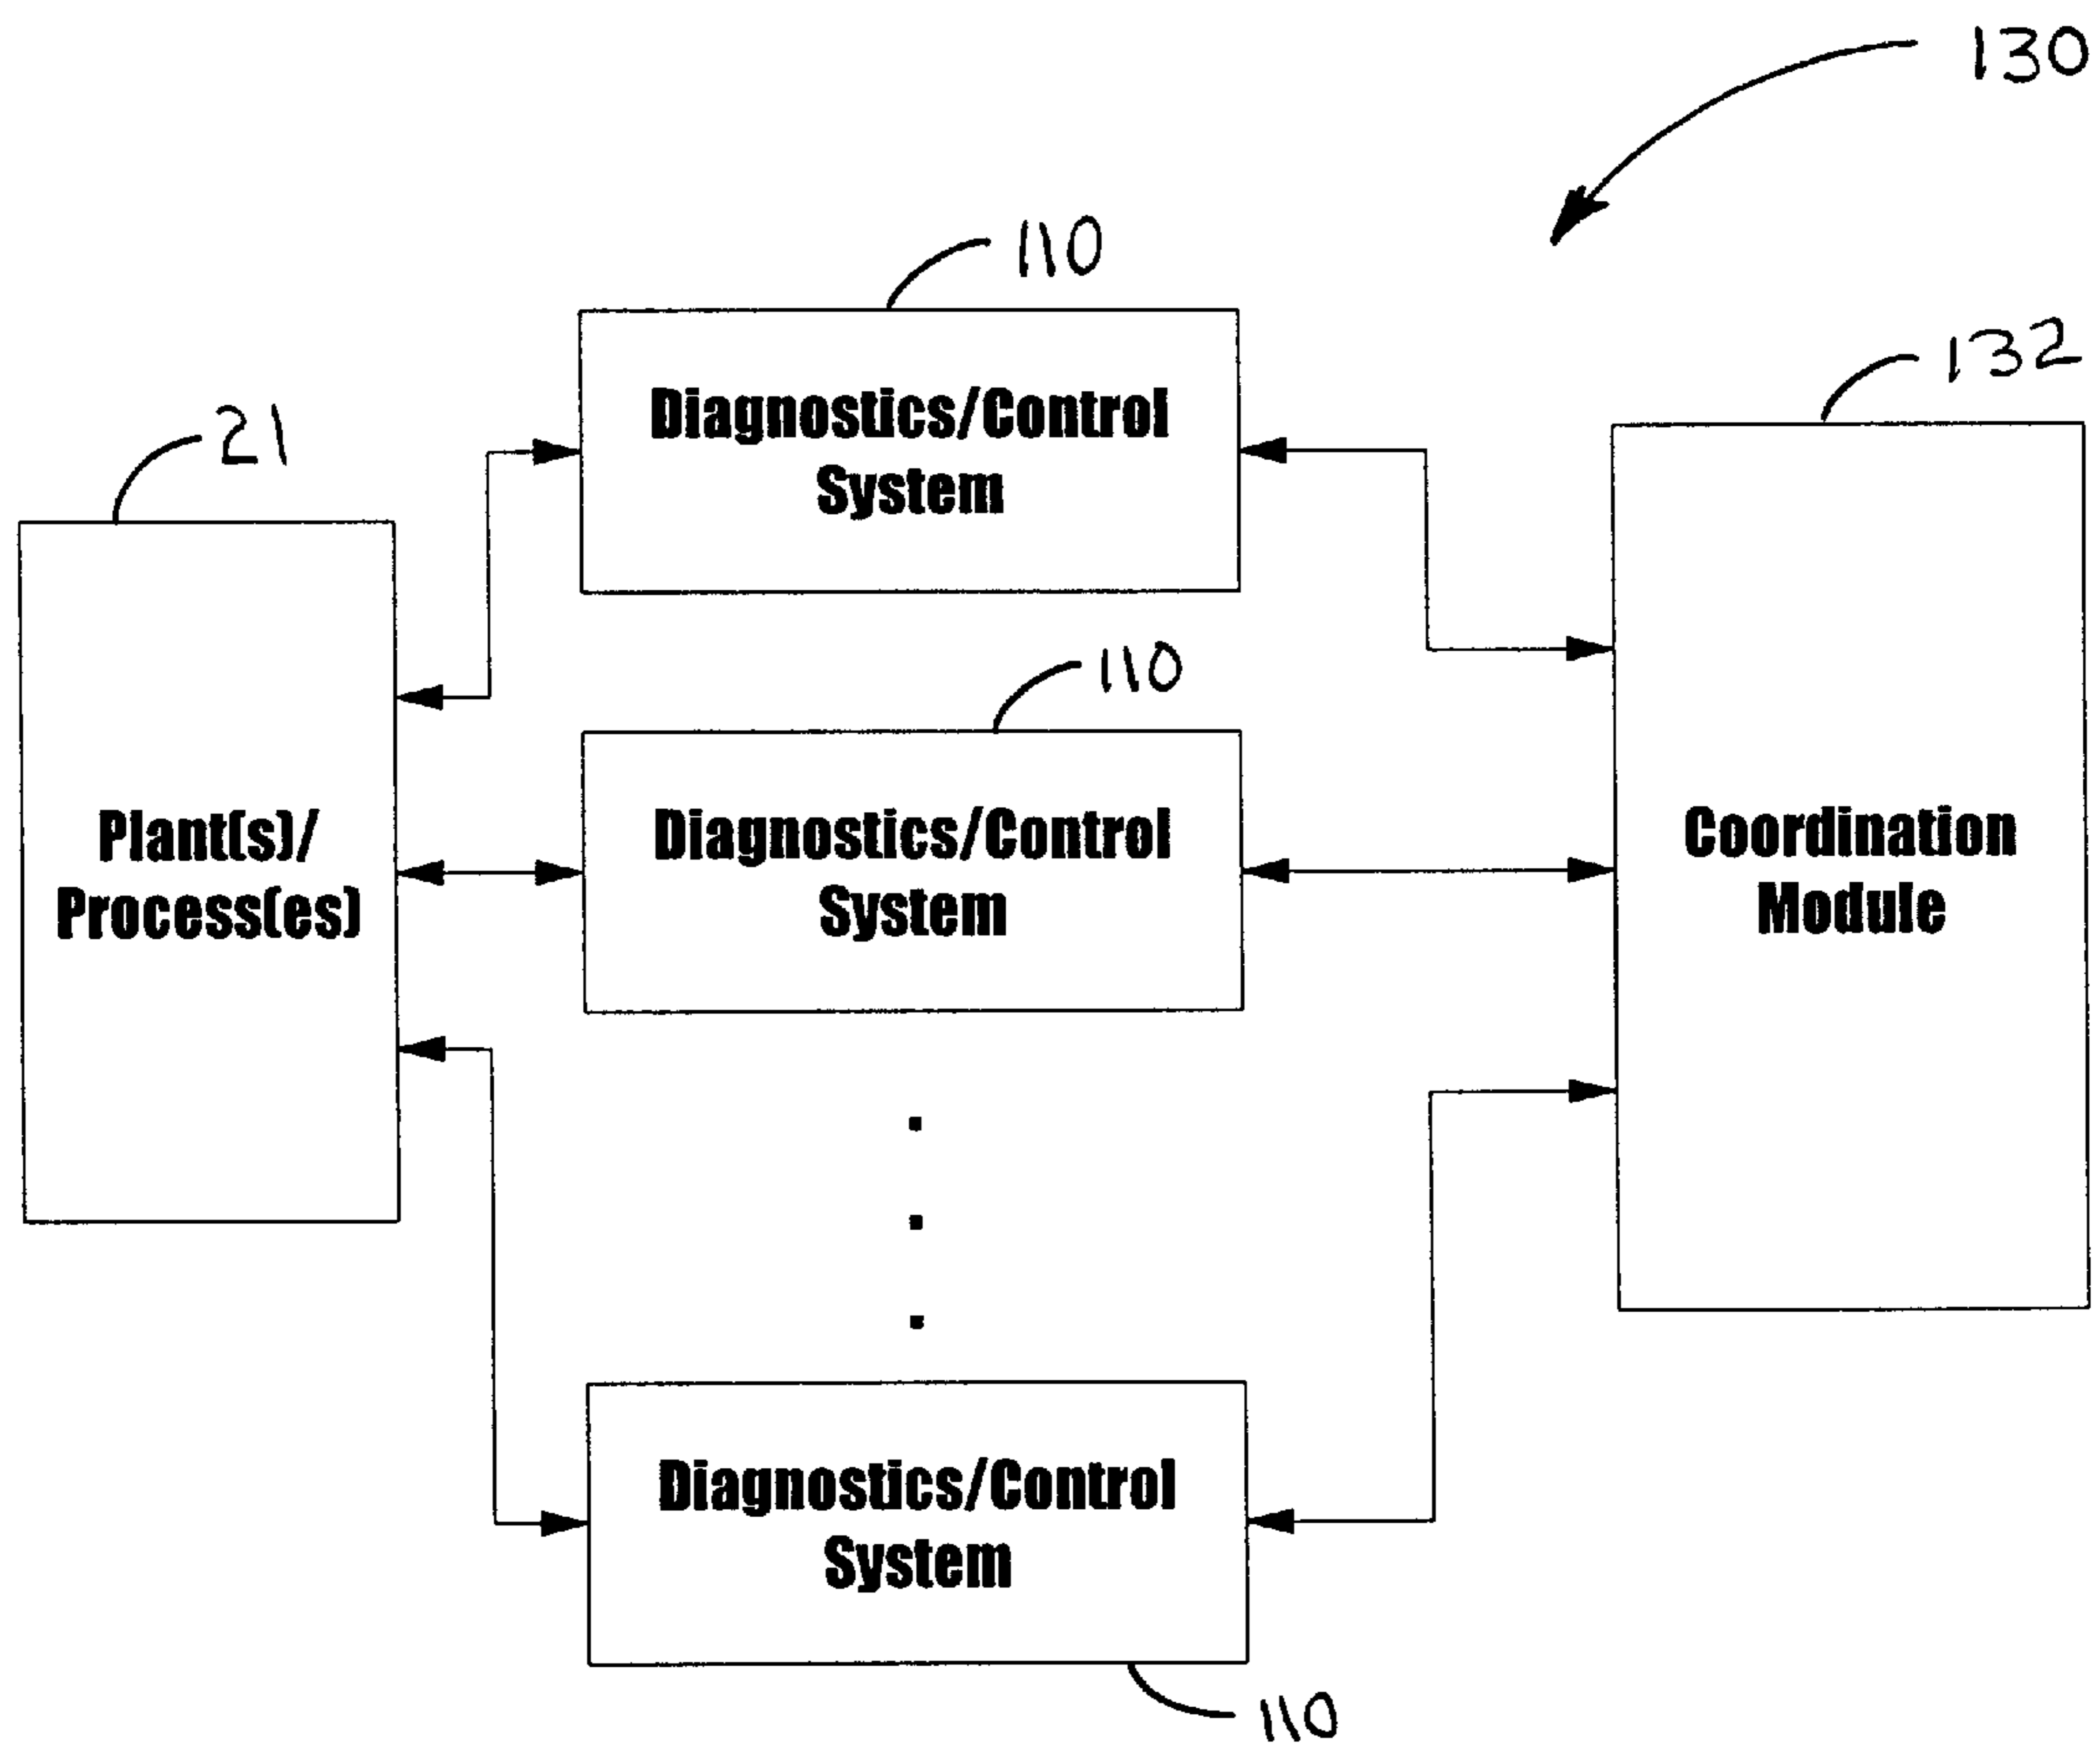 130
110
132
Diagnostics/Control
System
21
110
Plant(s)/
Process(es)
Diagnostics/Control
System
Coordination
Module
Diagnostics/Control
System
110